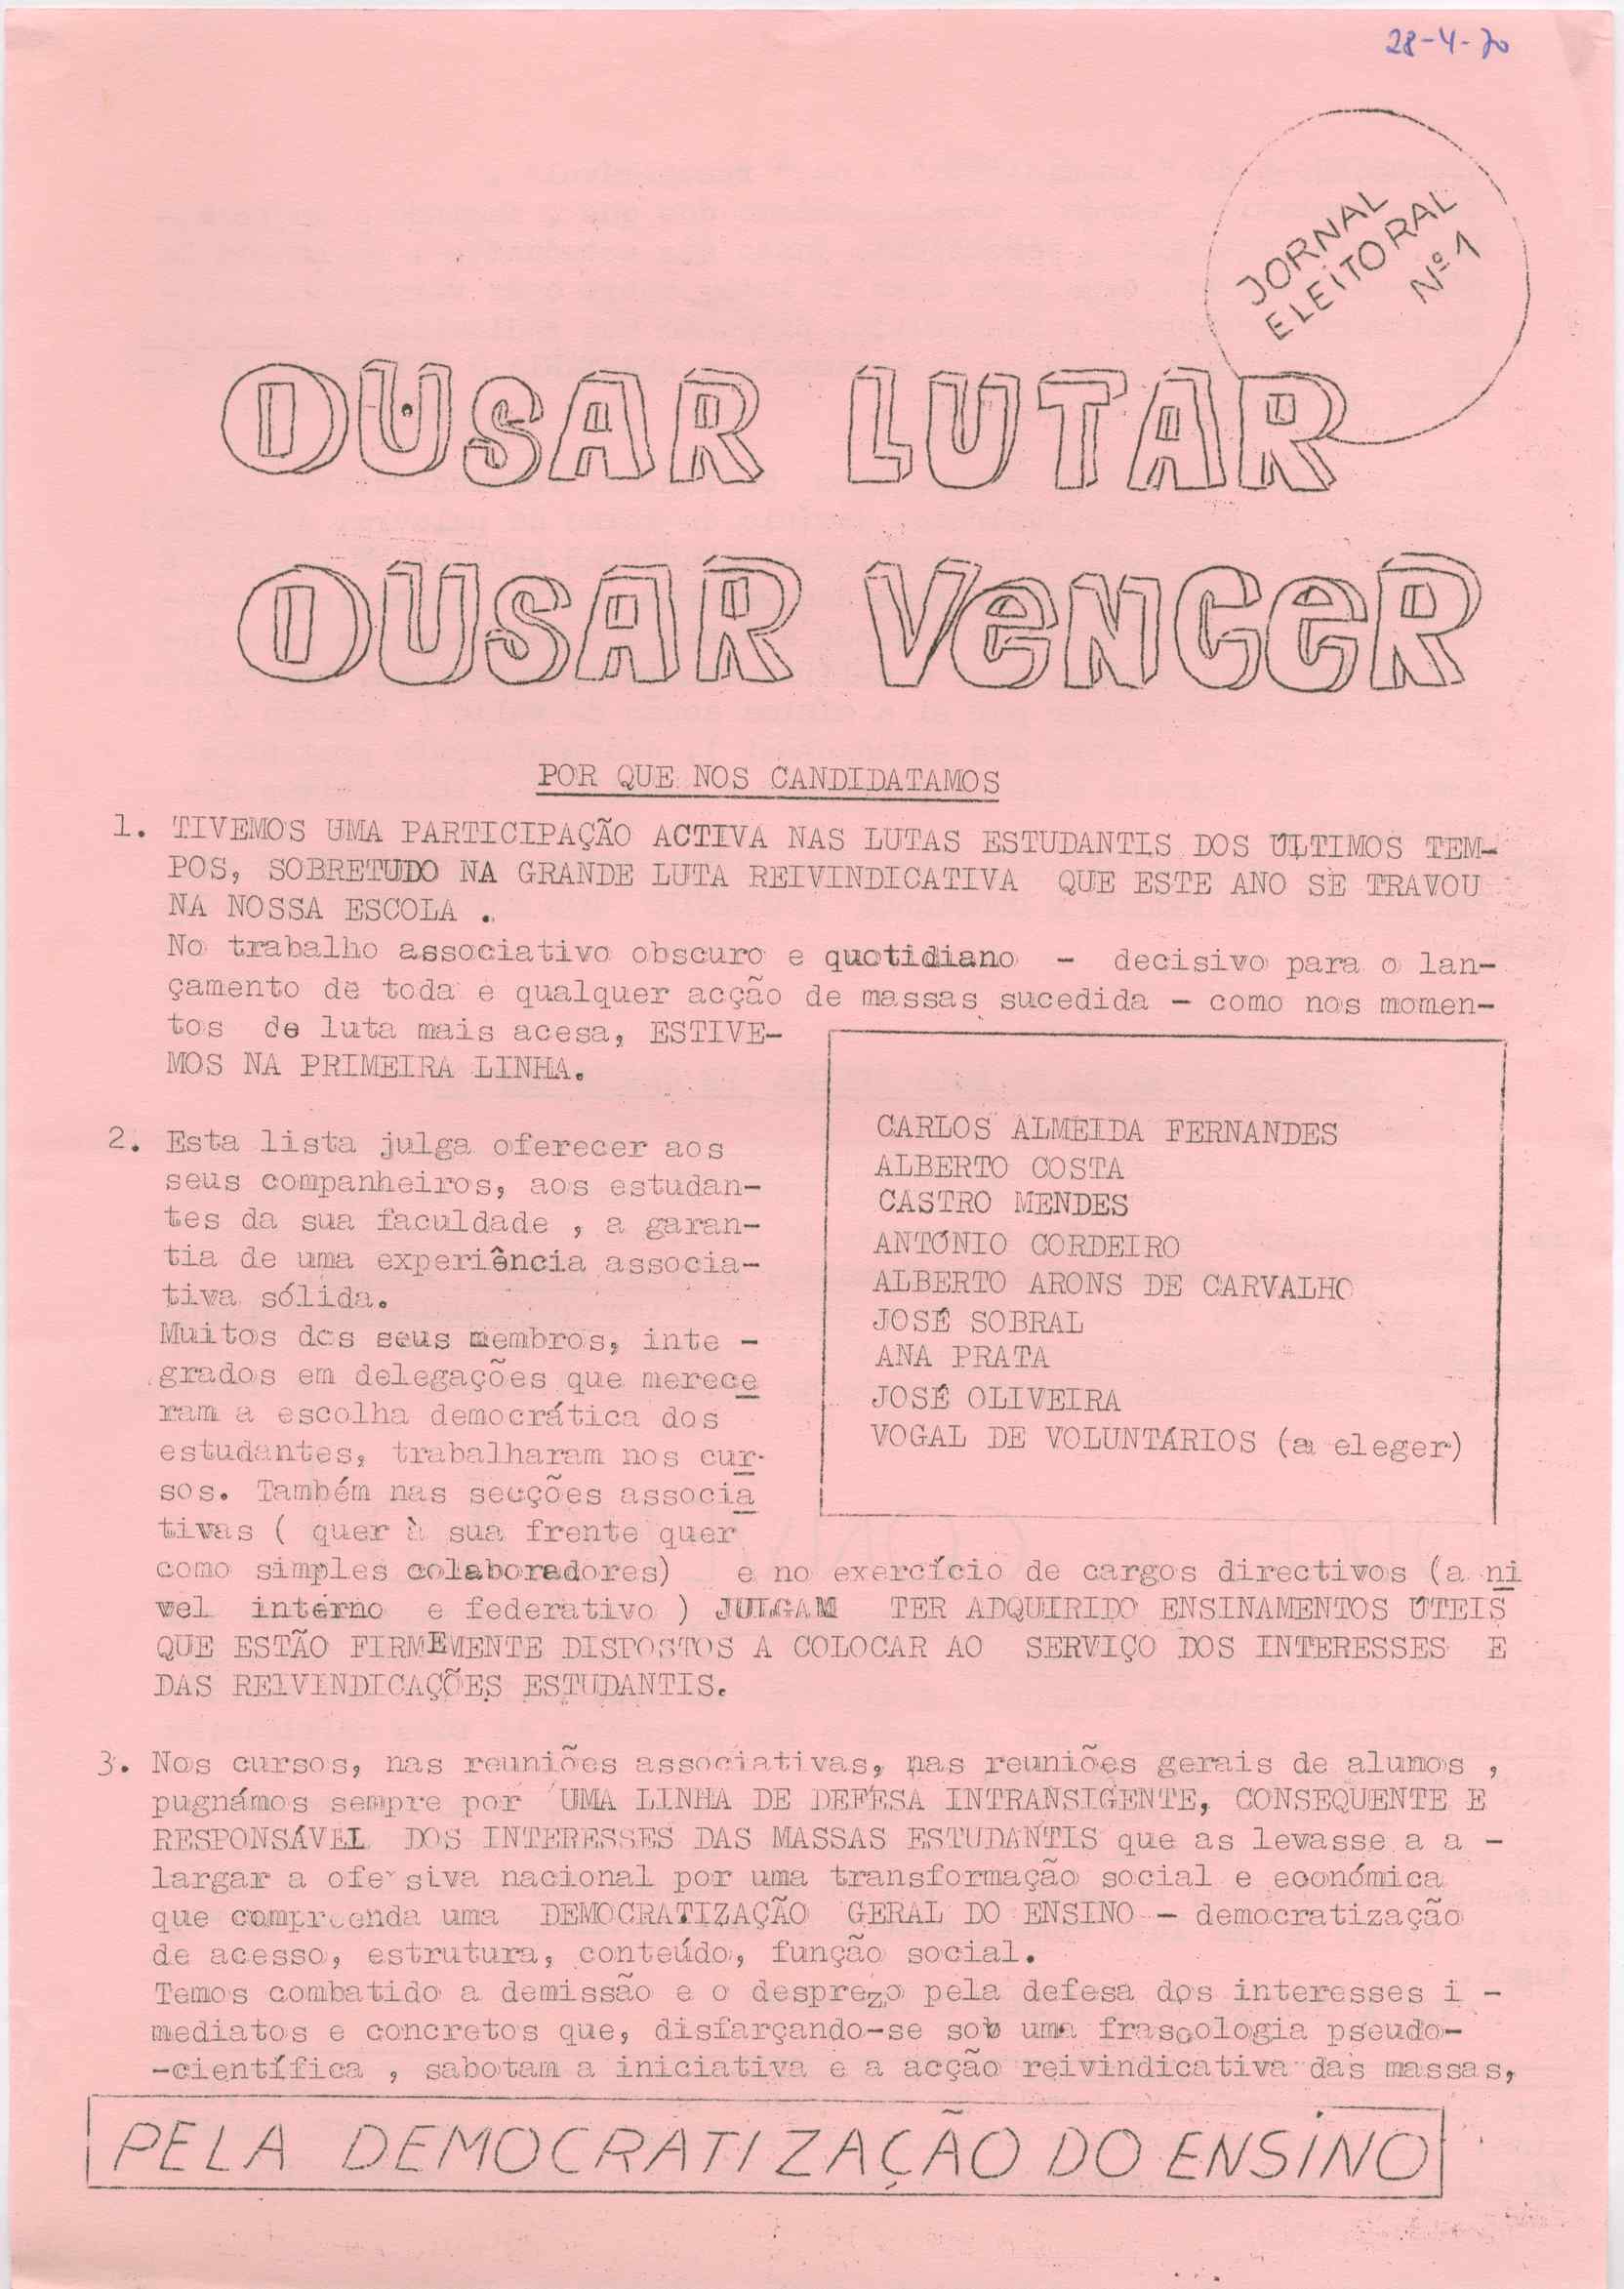 28-4-70
JORNAL
ELEITORAL
Nº 1
OUSAR LUTAR
OUSAR VENCER
POR QUE NOS CANDIDATAMOS
1. TIVEMOS UMA PARTICIPAÇÃO ACTIVA NAS LUTAS ESTUDANTIS DOS ÚLTIMOS TEM-
POS, SOBRETUDO NA GRANDE LUTA REIVINDICATIVA QUE ESTE ANO SE TRAVOU
NA NOSSA ESCOLA .
No trabalho associativo obscuro e quotidiano - decisivo para o lan-
çamento de toda e qualquer acção de massas sucedida - como nos momen-
tos de luta mais acesa, ESTIVE-
MOS NA PRIMEIRA LINHA.
2. Esta lista julga oferecer aos
seus companheiros, aos estudan-
tes da sua faculdade , a garan-
tia de uma experiência associa-
tiva sólida.
Muitos dos seus membros, inte -
grados em delegações que merece
ram a escolha democrática dos
estudantes, trabalharam nos cur-
sos. Também nas secções associa
tivas ( quer à sua frente quer
como simples colaboradores) e no exercício de cargos directivos (a ni
vel interno e federativo ) JULGAM TER ADQUIRIDO ENSINAMENTOS ÚTEIS
QUE ESTÃO FIRMEMENTE DISPOSTOS A COLOCAR AO SERVIÇO DOS INTERESSES E
DAS REIVINDICAÇÕES ESTUDANTIS.
CARLOS ALMEIDA FERNANDES
ALBERTO COSTA
CASTRO MENDES
ANTÓNIO CORDEIRO
ALBERTO ARONS DE CARVALHO
JOSÉ SOBRAL
ANA PRATA
JOSÉ OLIVEIRA
VOGAL DE VOLUNTÁRIOS (a eleger)
3. Nos cursos, nas reuniões associativas, nas reuniões gerais de alunos ,
pugnámos sempre por UMA LINHA DE DEFESA INTRANSIGENTE, CONSEQUENTE E
RESPONSÁVEL DOS INTERESSES DAS MASSAS ESTUDANTIS que as levasse a a -
largar a ofensiva nacional por uma transformação social e económica
que compreenda uma DEMOCRATIZAÇÃO GERAL DO ENSINO - democratização
de acesso, estrutura, conteúdo, função social.
Temos combatido a demissão e o desprezo pela defesa dos interesses i -
mediatos e concretos que, disfarçando-se sob uma fraseologia pseudo-
-científica , sabotam a iniciativa e a acção reivindicativa das massas,
PELA DEMOCRATIZAÇÃO DO ENSINO